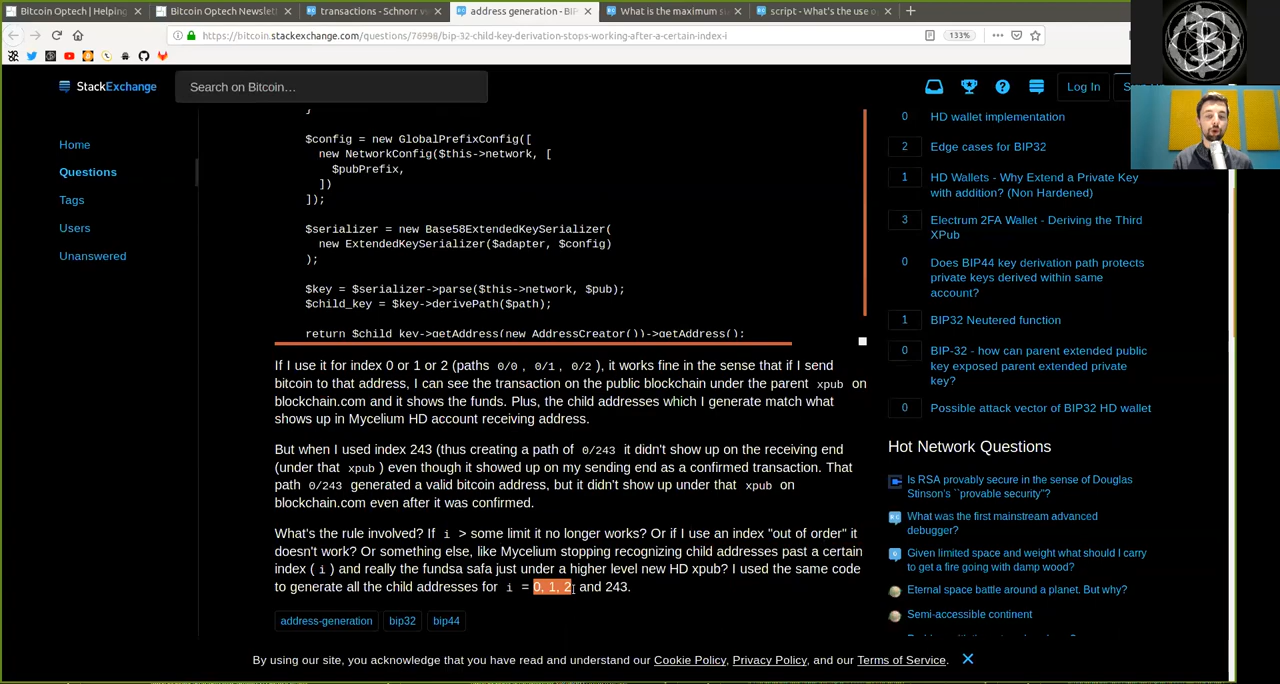 Bitcoin Optech | Helping
Bitcoin Optech Newslett
transactions - Schnorr v
address generation - BIP
What is the maximum s
script - What's the use o
https://bitcoin.stackexchange.com/questions/76998/bip-32-child-key-derivation-stops-working-after-a-certain-index-i
133%
StackExchange
Search on Bitcoin…
Log In
Home
Questions
Tags
Users
Unanswered
}
$config = new GlobalPrefixConfig([
new NetworkConfig($this->network, [
$pubPrefix,
])
]);
$serializer = new Base58ExtendedKeySerializer(
new ExtendedKeySerializer($adapter, $config)
);
$key = $serializer->parse($this->network, $pub);
$child_key = $key->derivePath($path);
return $child_key->getAddress(new AddressCreator())->getAddress();
If I use it for index 0 or 1 or 2 (paths 0/0 , 0/1 , 0/2 ), it works fine in the sense that if I send
bitcoin to that address, I can see the transaction on the public blockchain under the parent xpub on
blockchain.com and it shows the funds. Plus, the child addresses which I generate match what
shows up in Mycelium HD account receiving address.
But when I used index 243 (thus creating a path of 0/243 it didn't show up on the receiving end
(under that xpub ) even though it showed up on my sending end as a confirmed transaction. That
path 0/243 generated a valid bitcoin address, but it didn't show up under that xpub on
blockchain.com even after it was confirmed.
What's the rule involved? If i > some limit it no longer works? Or if I use an index "out of order" it
doesn't work? Or something else, like Mycelium stopping recognizing child addresses past a certain
index ( i ) and really the fundsa safa just under a higher level new HD xpub? I used the same code
to generate all the child addresses for i = 0, 1, 2 and 243.
address-generation
bip32
bip44
0 HD wallet implementation
2 Edge cases for BIP32
1 HD Wallets - Why Extend a Private Key
with addition? (Non Hardened)
3 Electrum 2FA Wallet - Deriving the Third
XPub
0 Does BIP44 key derivation path protects
private keys derived within same
account?
1 BIP32 Neutered function
0 BIP-32 - how can parent extended public
key exposed parent extended private
key?
0 Possible attack vector of BIP32 HD wallet
Hot Network Questions
Is RSA provably secure in the sense of Douglas
Stinson's ``provable security''?
What was the first mainstream advanced
debugger?
Given limited space and weight what should I carry
to get a fire going with damp wood?
Eternal space battle around a planet. But why?
Semi-accessible continent
By using our site, you acknowledge that you have read and understand our Cookie Policy, Privacy Policy, and our Terms of Service.